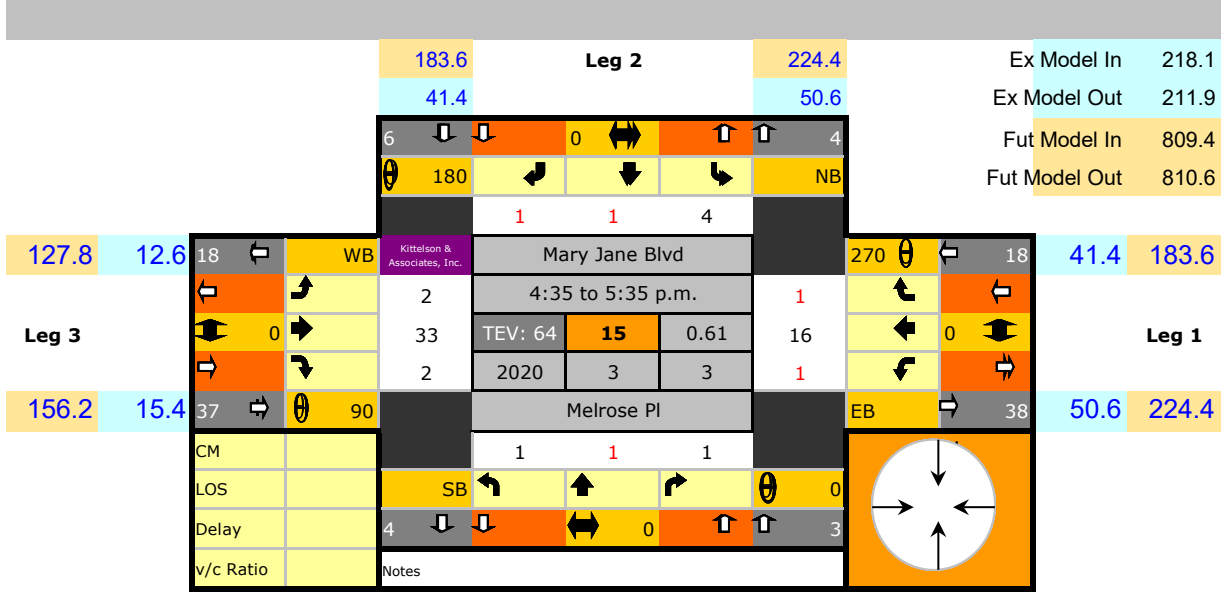 183.6 Leg 2 224.4 Ex Model In 218.1
41.4 50.6 Ex Model Out 211.9
6 0 4 Fut Model In 809.4
180 NB Fut Model Out 810.6
1 1 4
127.8 12.6 18 WB Kittelson & Associates, Inc. Mary Jane Blvd 270 18 41.4 183.6
2 4:35 to 5:35 p.m. 1
Leg 3 0 33 TEV: 64 15 0.61 16 0 Leg 1
2 2020 3 3 1
156.2 15.4 37 90 Melrose Pl EB 38 50.6 224.4
CM 1 1 1
LOS SB 0
Delay 4 0 3
v/c Ratio Notes